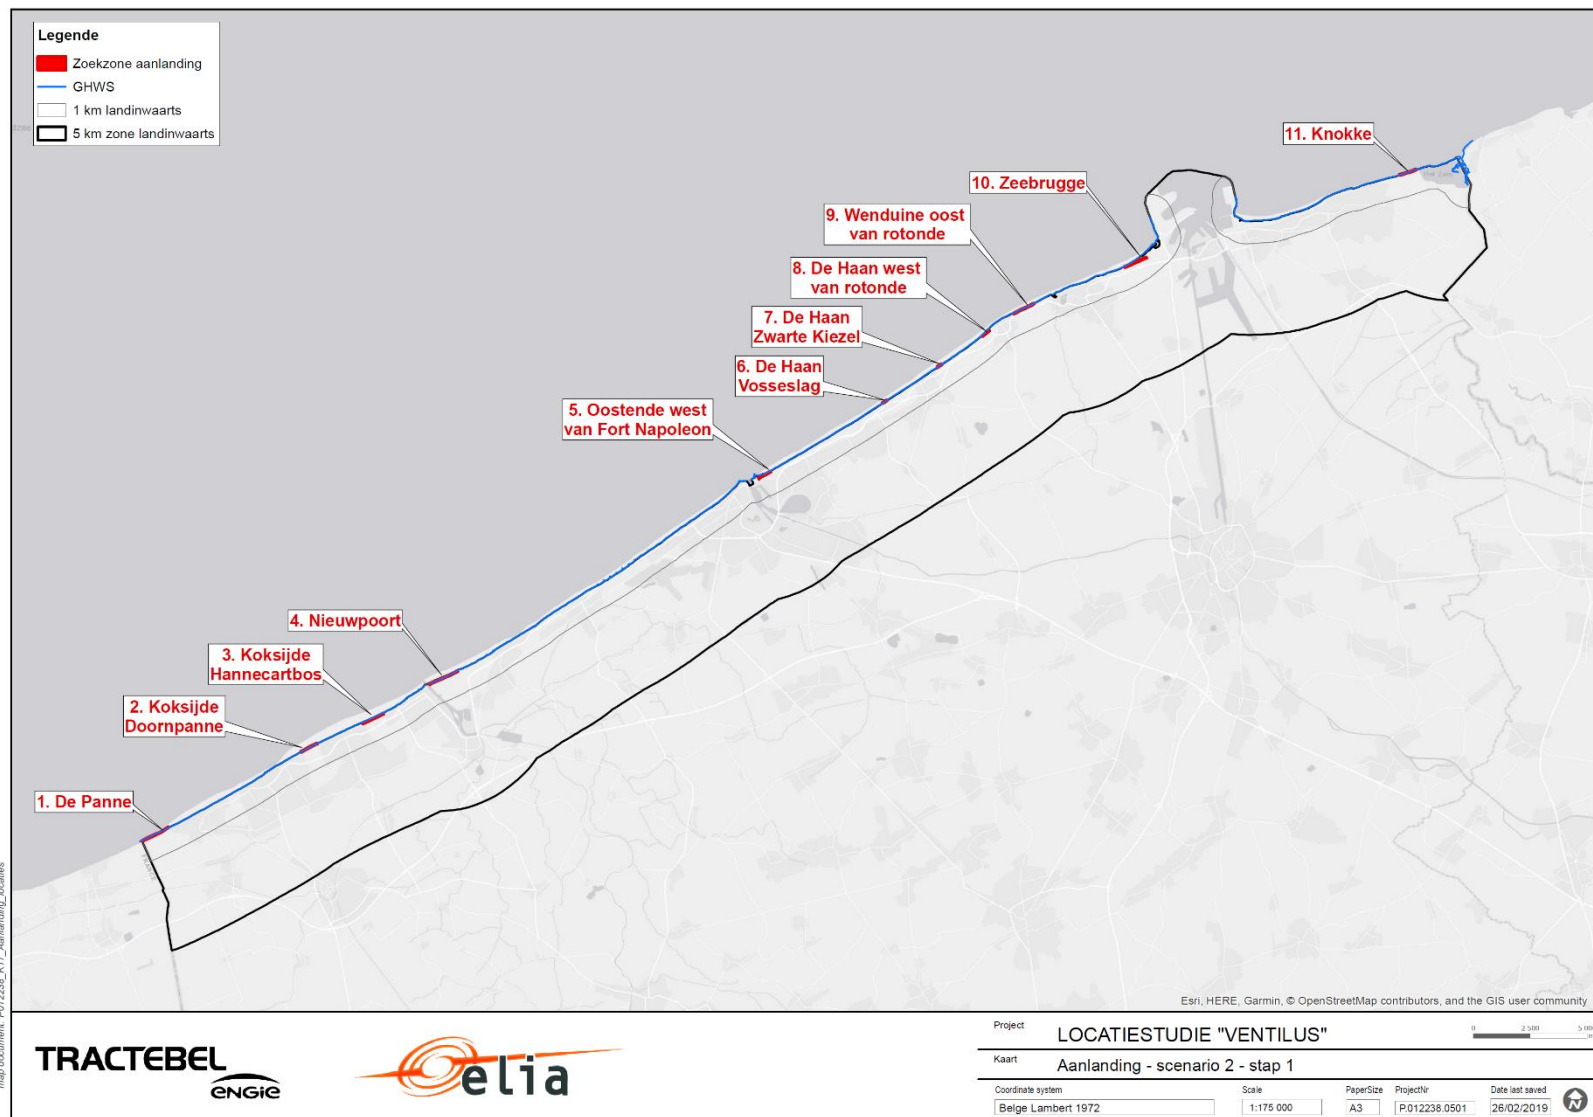 Legende
Zoekzone aanlanding
GHWS
1 km landinwaarts
5 km zone landinwaarts
11. Knokke
10. Zeebrugge
9. Wenduine oost
van rotonde
8. De Haan west
van rotonde
7. De Haan
Zwarte Kiezel
6. De Haan
Vosseslag
5. Oostende west
van Fort Napoleon
4. Nieuwpoort
3. Koksijde
Hannecartbos
2. Koksijde
Doornpanne
1. De Panne
FRANCE
Esri, HERE, Garmin, © OpenStreetMap contributors, and the GIS user community
TRACTEBEL
ENGIE
elia
Project
LOCATIESTUDIE "VENTILUS"
0 2 500
Kaart
Aanlanding - scenario 2 - stap 1
Coordinate system
Scale
PaperSize
ProjectNr
Date last saved
Belge Lambert 1972
1:175 000
A3
P.012238.0501
26/02/2019
N